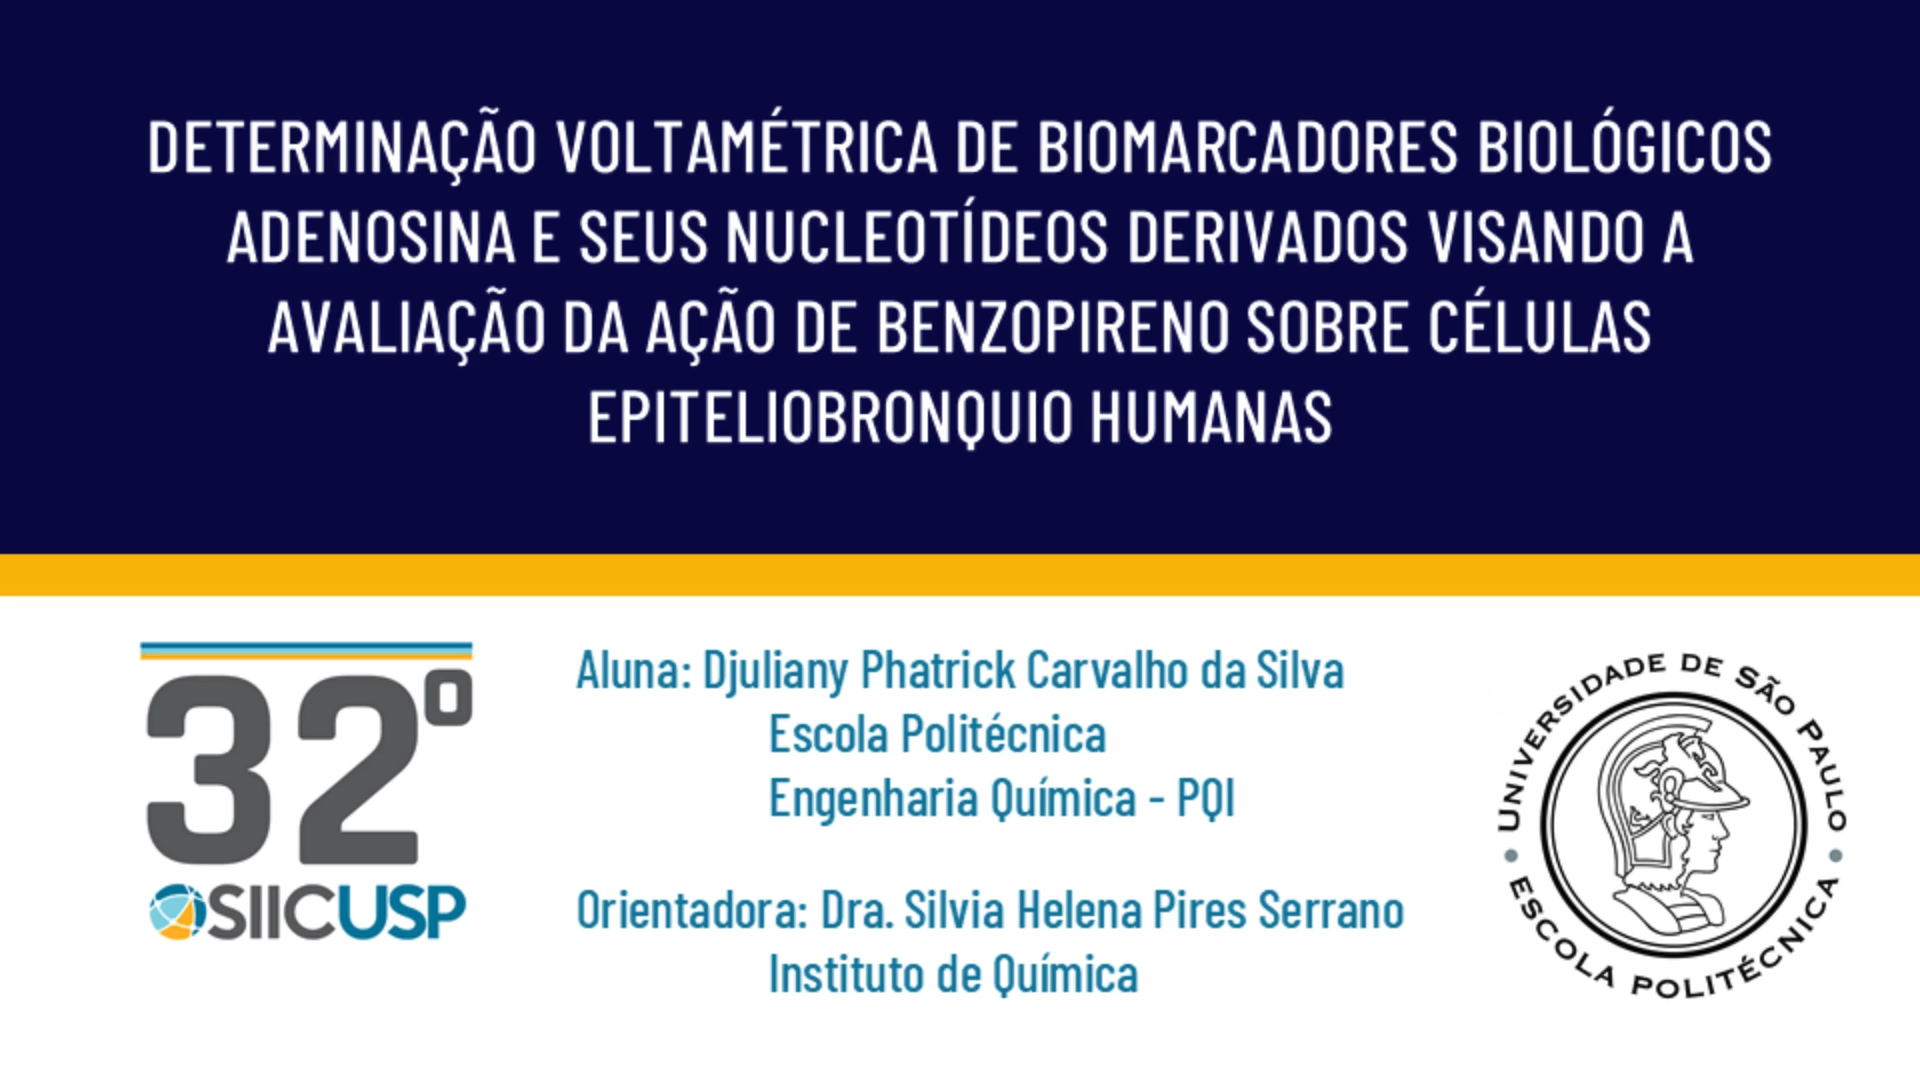 DETERMINAÇÃO VOLTAMÉTRICA DE BIOMARCADORES BIOLÓGICOS
ADENOSINA E SEUS NUCLEOTÍDEOS DERIVADOS VISANDO A
AVALIAÇÃO DA AÇÃO DE BENZOPIRENO SOBRE CÉLULAS
EPITELIOBRONQUIO HUMANAS
32º
SIICUSP
Aluna: Djuliany Phatrick Carvalho da Silva
Escola Politécnica
Engenharia Química - PQI
Orientadora: Dra. Silvia Helena Pires Serrano
Instituto de Química
UNIVERSIDADE DE SÃO PAULO
ESCOLA POLITÉCNICA